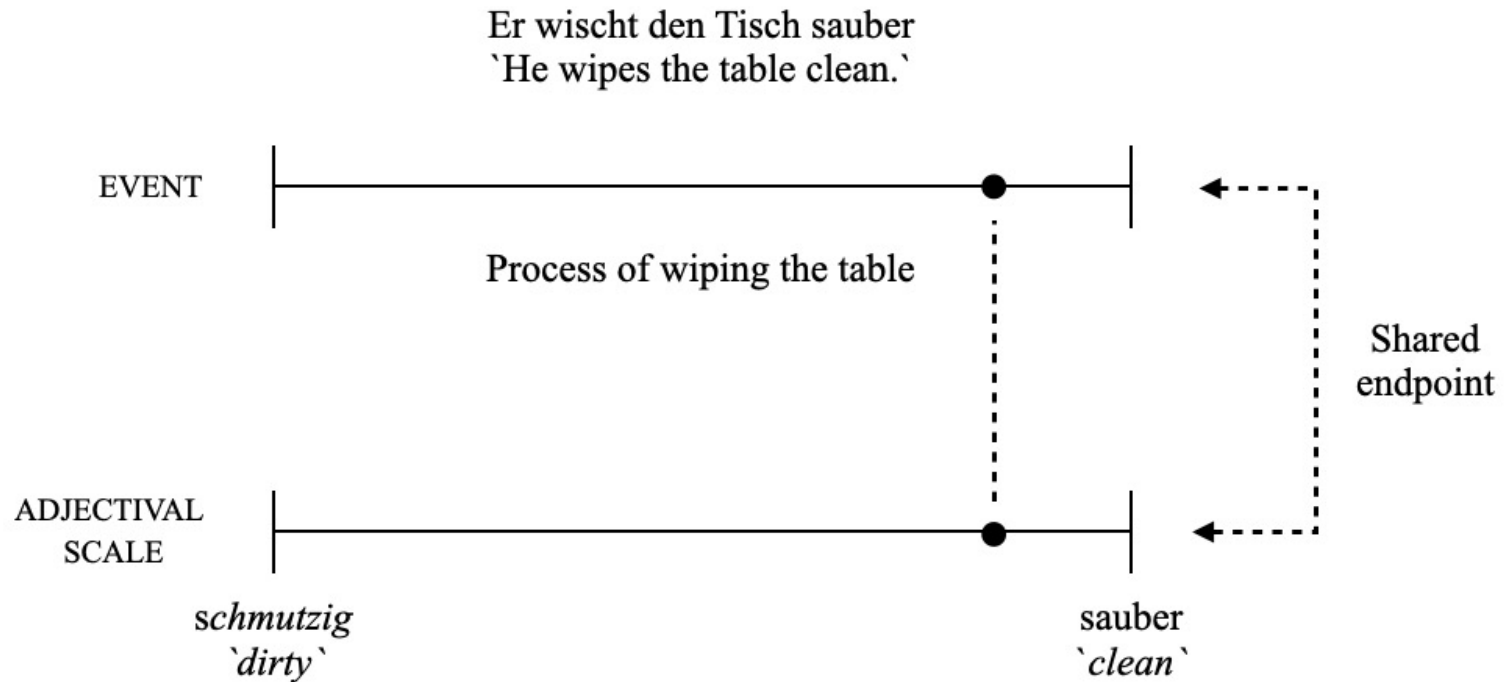 Er wischt den Tisch sauber
`He wipes the table clean.`
EVENT
Process of wiping the table
Shared
endpoint
ADJECTIVAL
SCALE
schmutzig
`dirty`
sauber
`clean`